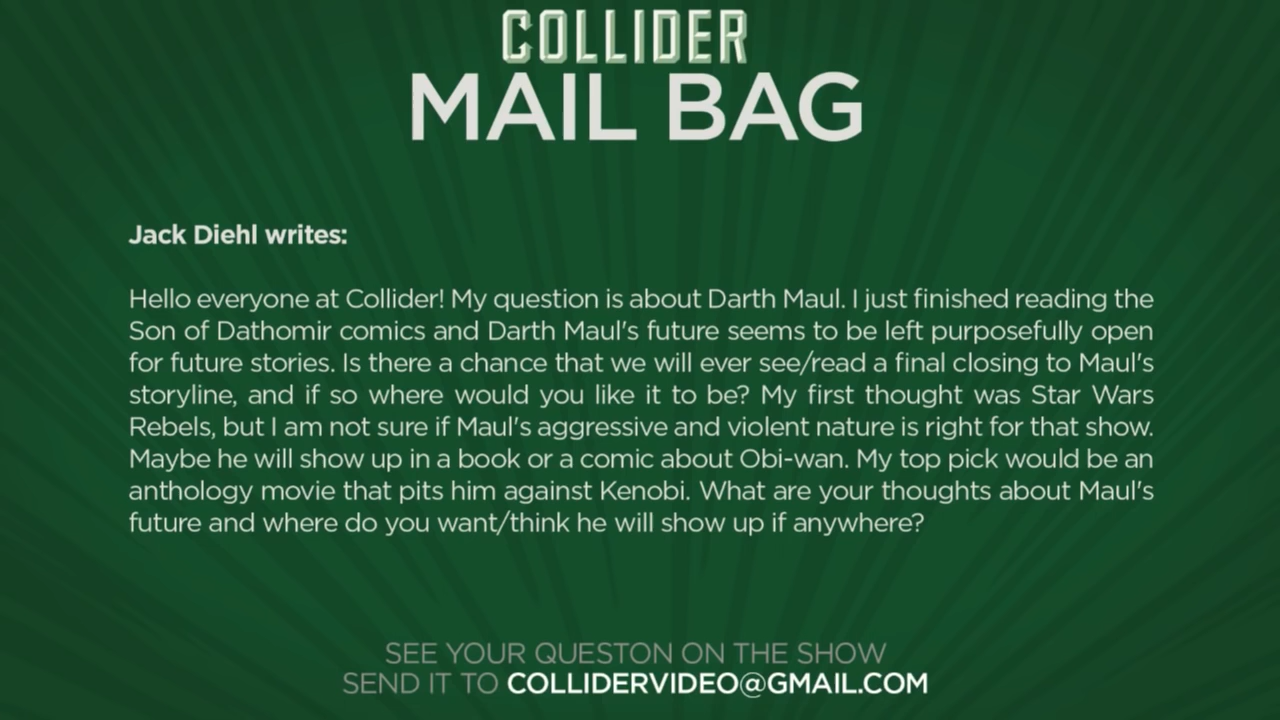 COLLIDER
MAIL BAG
Jack Diehl writes:
Hello everyone at Collider! My question is about Darth Maul. I just finished reading the
Son of Dathomir comics and Darth Maul's future seems to be left purposefully open
for future stories. Is there a chance that we will ever see/read a final closing to Maul's
storyline, and if so where would you like it to be? My first thought was Star Wars
Rebels, but I am not sure if Maul's aggressive and violent nature is right for that show.
Maybe he will show up in a book or a comic about Obi-wan. My top pick would be an
anthology movie that pits him against Kenobi. What are your thoughts about Maul's
future and where do you want/think he will show up if anywhere?
SEE YOUR QUESTON ON THE SHOW
SEND IT TO COLLIDERVIDEO@GMAIL.COM